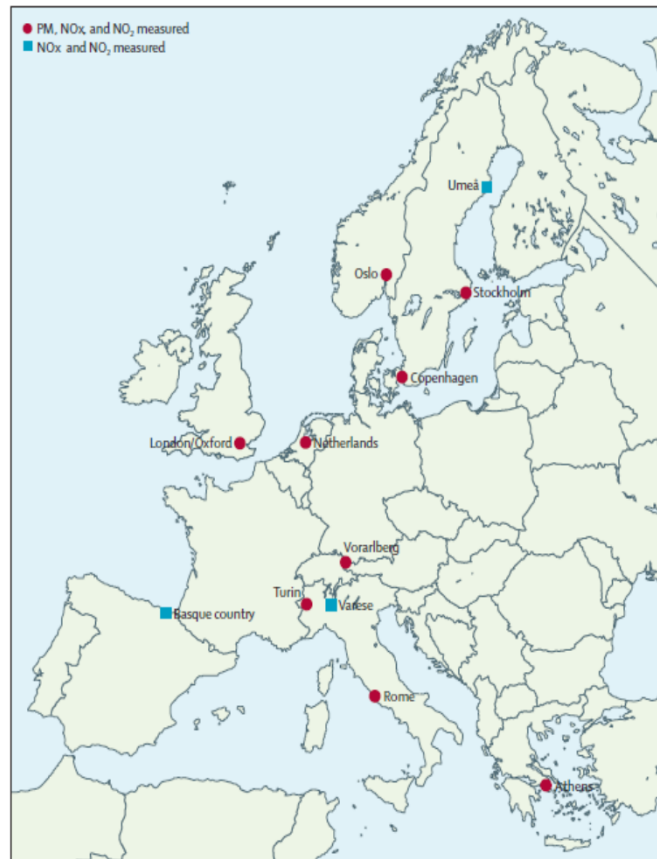 PM, NOx, and NO₂ measured
NOx and NO₂ measured
Umeå
Oslo
Stockholm
Copenhagen
London/Oxford
Netherlands
Vorarlberg
Turin
Varese
Basque country
Rome
Athens